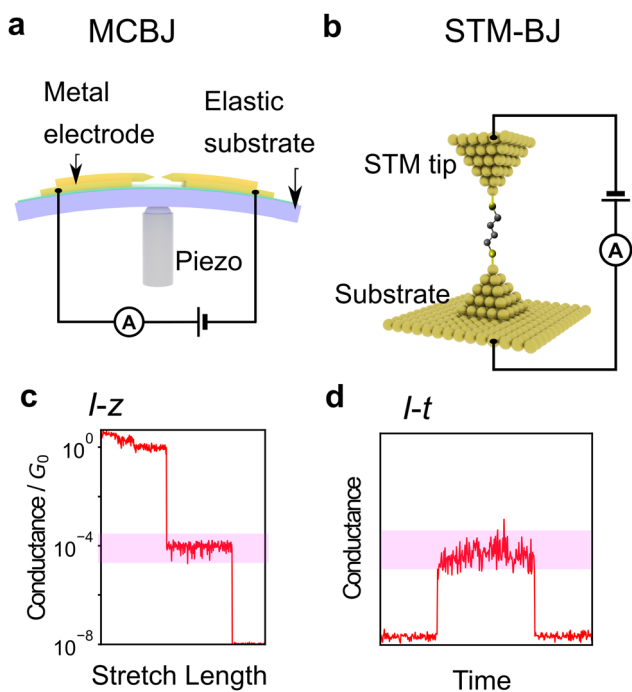 a MCBJ
b STM-BJ
Metal
electrode
Elastic
substrate
Piezo
A
STM tip
Substrate
A
c I-z
Conductance / G0
10^0
10^-4
10^-8
Stretch Length
d I-t
Conductance
Time